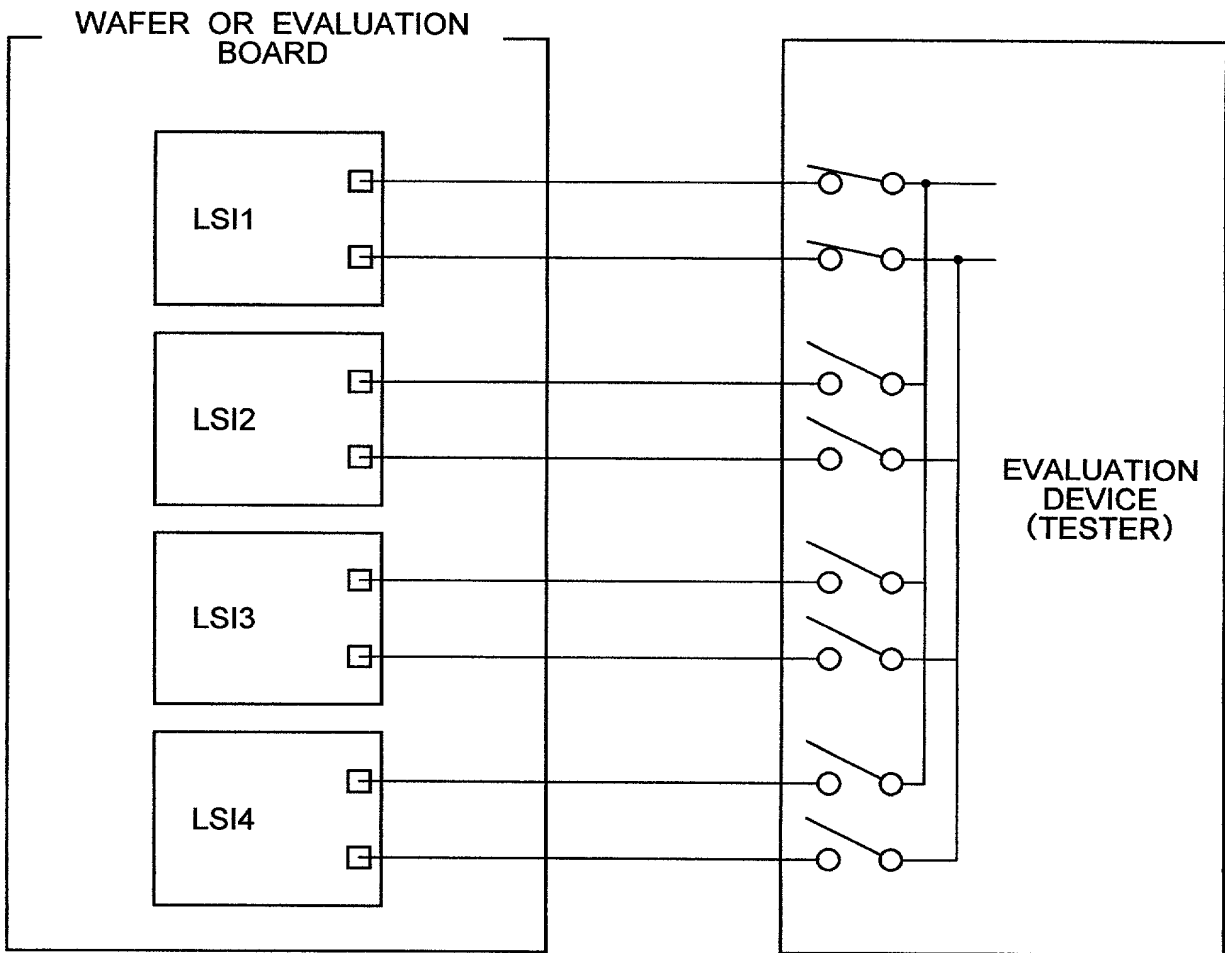 WAFER OR EVALUATION
BOARD
LSI1
LSI2
LSI3
LSI4
EVALUATION
DEVICE
(TESTER)